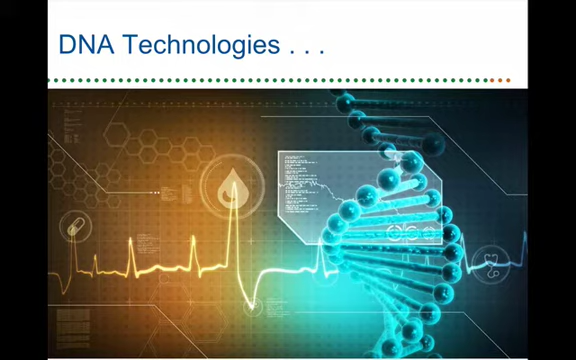 DNA Technologies . . .